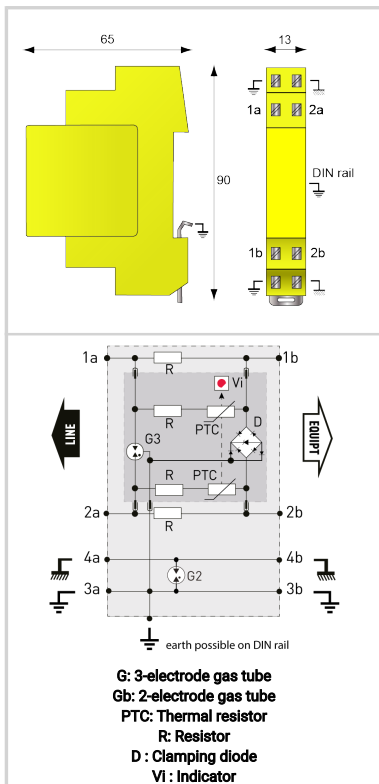 65
13
1a
2a
90
DIN rail
1b
2b
1a
R
1b
Vi
R
PTC
D
LINE
G3
EQUIPT
R
PTC
2a
R
2b
4a
4b
G2
3a
3b
earth possible on DIN rail
G: 3-electrode gas tube
Gb: 2-electrode gas tube
PTC: Thermal resistor
R: Resistor
D : Clamping diode
Vi : Indicator